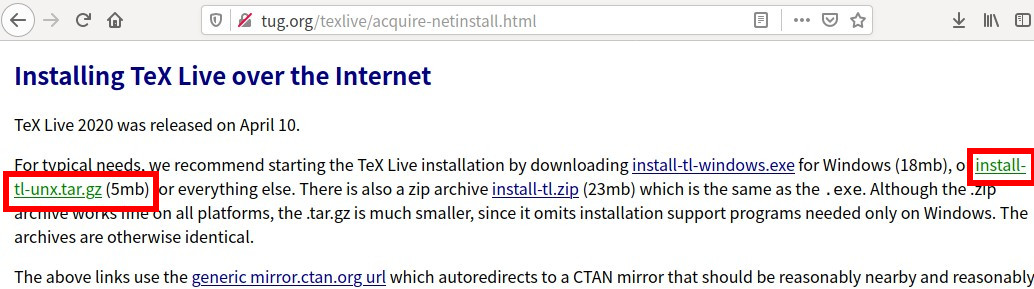 tug.org/texlive/acquire-netinstall.html
Installing TeX Live over the Internet
TeX Live 2020 was released on April 10.
For typical needs, we recommend starting the TeX Live installation by downloading install-tl-windows.exe for Windows (18mb), o install-
tl-unx.tar.gz (5mb) or everything else. There is also a zip archive install-tl.zip (23mb) which is the same as the .exe. Although the .zip
archive works fine on all platforms, the .tar.gz is much smaller, since it omits installation support programs needed only on Windows. The
archives are otherwise identical.
The above links use the generic mirror.ctan.org url which autoredirects to a CTAN mirror that should be reasonably nearby and reasonably